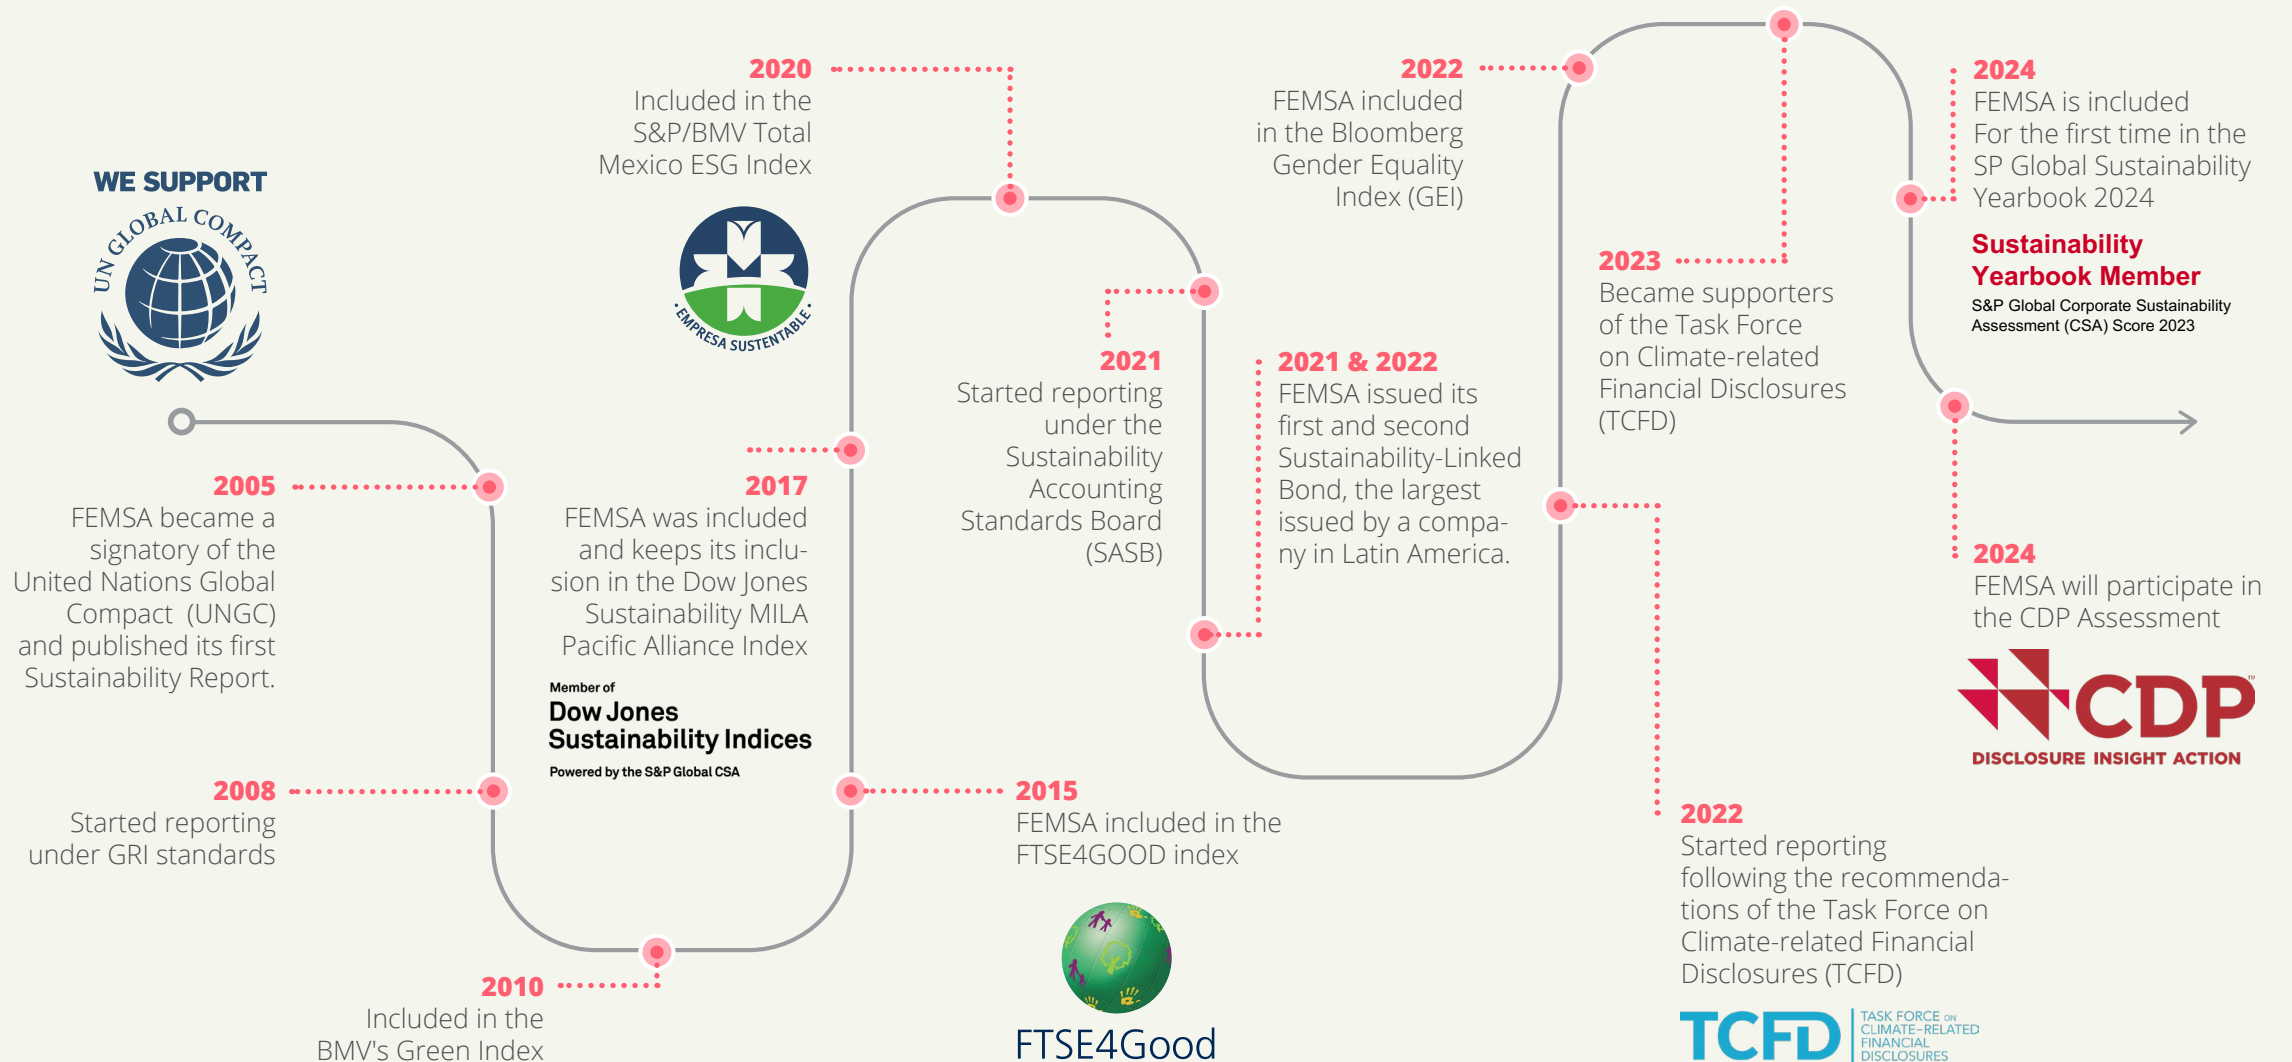 WE SUPPORT
UN GLOBAL COMPACT
2005
FEMSA became a
signatory of the
United Nations Global
Compact (UNGC)
and published its first
Sustainability Report.
2008
Started reporting
under GRI standards
2010
Included in the
BMV's Green Index
2015
FEMSA included in the
FTSE4GOOD index
FTSE4Good
2017
FEMSA was included
and keeps its inclu-
sion in the Dow Jones
Sustainability MILA
Pacific Alliance Index
Member of
Dow Jones
Sustainability Indices
Powered by the S&P Global CSA
2020
Included in the
S&P/BMV Total
Mexico ESG Index
EMPRESA SUSTENTABLE
2021
Started reporting
under the
Sustainability
Accounting
Standards Board
(SASB)
2021 & 2022
FEMSA issued its
first and second
Sustainability-Linked
Bond, the largest
issued by a compa-
ny in Latin America.
2022
Started reporting
following the recommenda-
tions of the Task Force on
Climate-related Financial
Disclosures (TCFD)
TCFD
TASK FORCE ON
CLIMATE-RELATED
FINANCIAL
DISCLOSURES
2022
FEMSA included
in the Bloomberg
Gender Equality
Index (GEI)
2023
Became supporters
of the Task Force
on Climate-related
Financial Disclosures
(TCFD)
2024
FEMSA is included
For the first time in the
SP Global Sustainability
Yearbook 2024
Sustainability
Yearbook Member
S&P Global Corporate Sustainability
Assessment (CSA) Score 2023
2024
FEMSA will participate in
the CDP Assessment
CDP™
DISCLOSURE INSIGHT ACTION